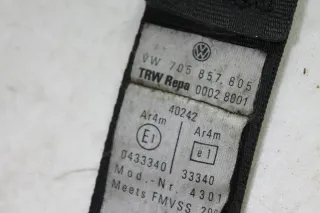 VW 705 857 805
TRW Repa 0002 8001
40242
Ar4m Ar4m
E1 e1
0433340 33340
Mod.-Nr. 4301
Meets FMVSS